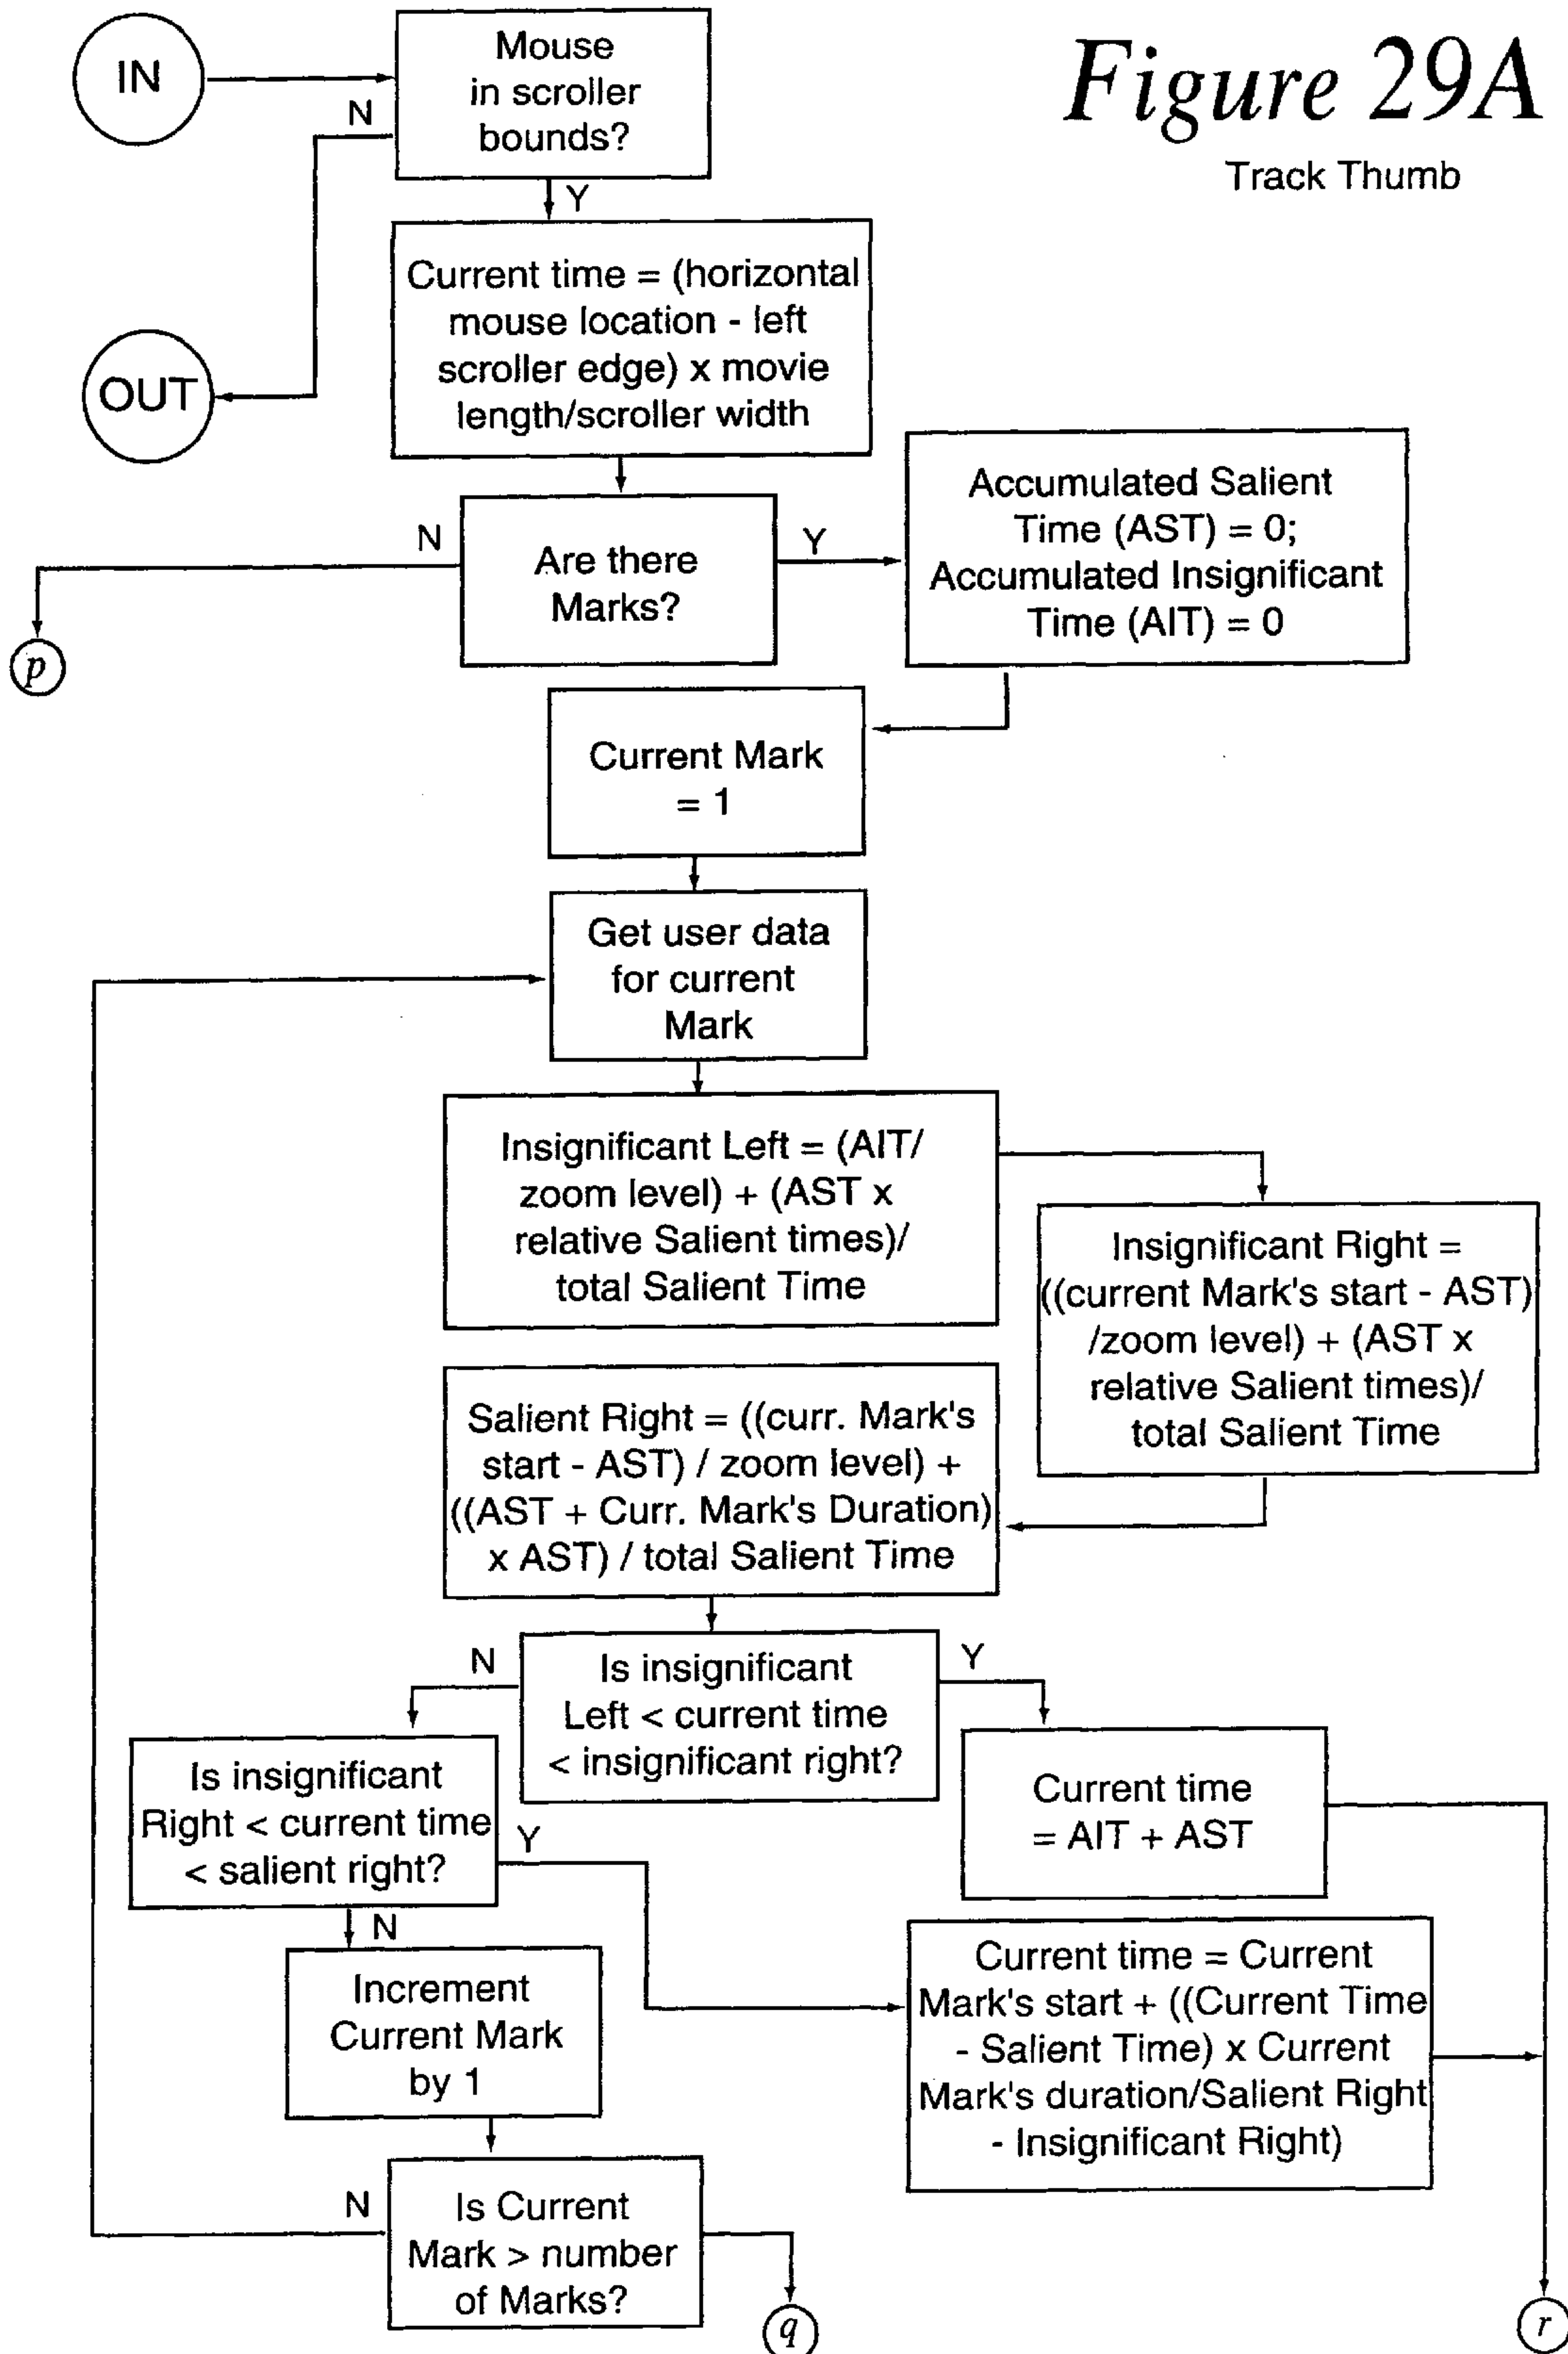 Figure 29A
Track Thumb
IN
Mouse
in scroller
bounds?
N
Y
OUT
Current time = (horizontal
mouse location - left
scroller edge) x movie
length/scroller width
Are there
Marks?
N
Y
p
Accumulated Salient
Time (AST) = 0;
Accumulated Insignificant
Time (AIT) = 0
Current Mark
= 1
Get user data
for current
Mark
Insignificant Left = (AIT/
zoom level) + (AST x
relative Salient times)/
total Salient Time
Insignificant Right =
((current Mark's start - AST)
/zoom level) + (AST x
relative Salient times)/
total Salient Time
Salient Right = ((curr. Mark's
start - AST) / zoom level) +
((AST + Curr. Mark's Duration)
x AST) / total Salient Time
Is insignificant
Left < current time
< insignificant right?
N
Y
Is insignificant
Right < current time
< salient right?
Y
N
Current time
= AIT + AST
Increment
Current Mark
by 1
Current time = Current
Mark's start + ((Current Time
- Salient Time) x Current
Mark's duration/Salient Right
- Insignificant Right)
Is Current
Mark > number
of Marks?
N
q
r